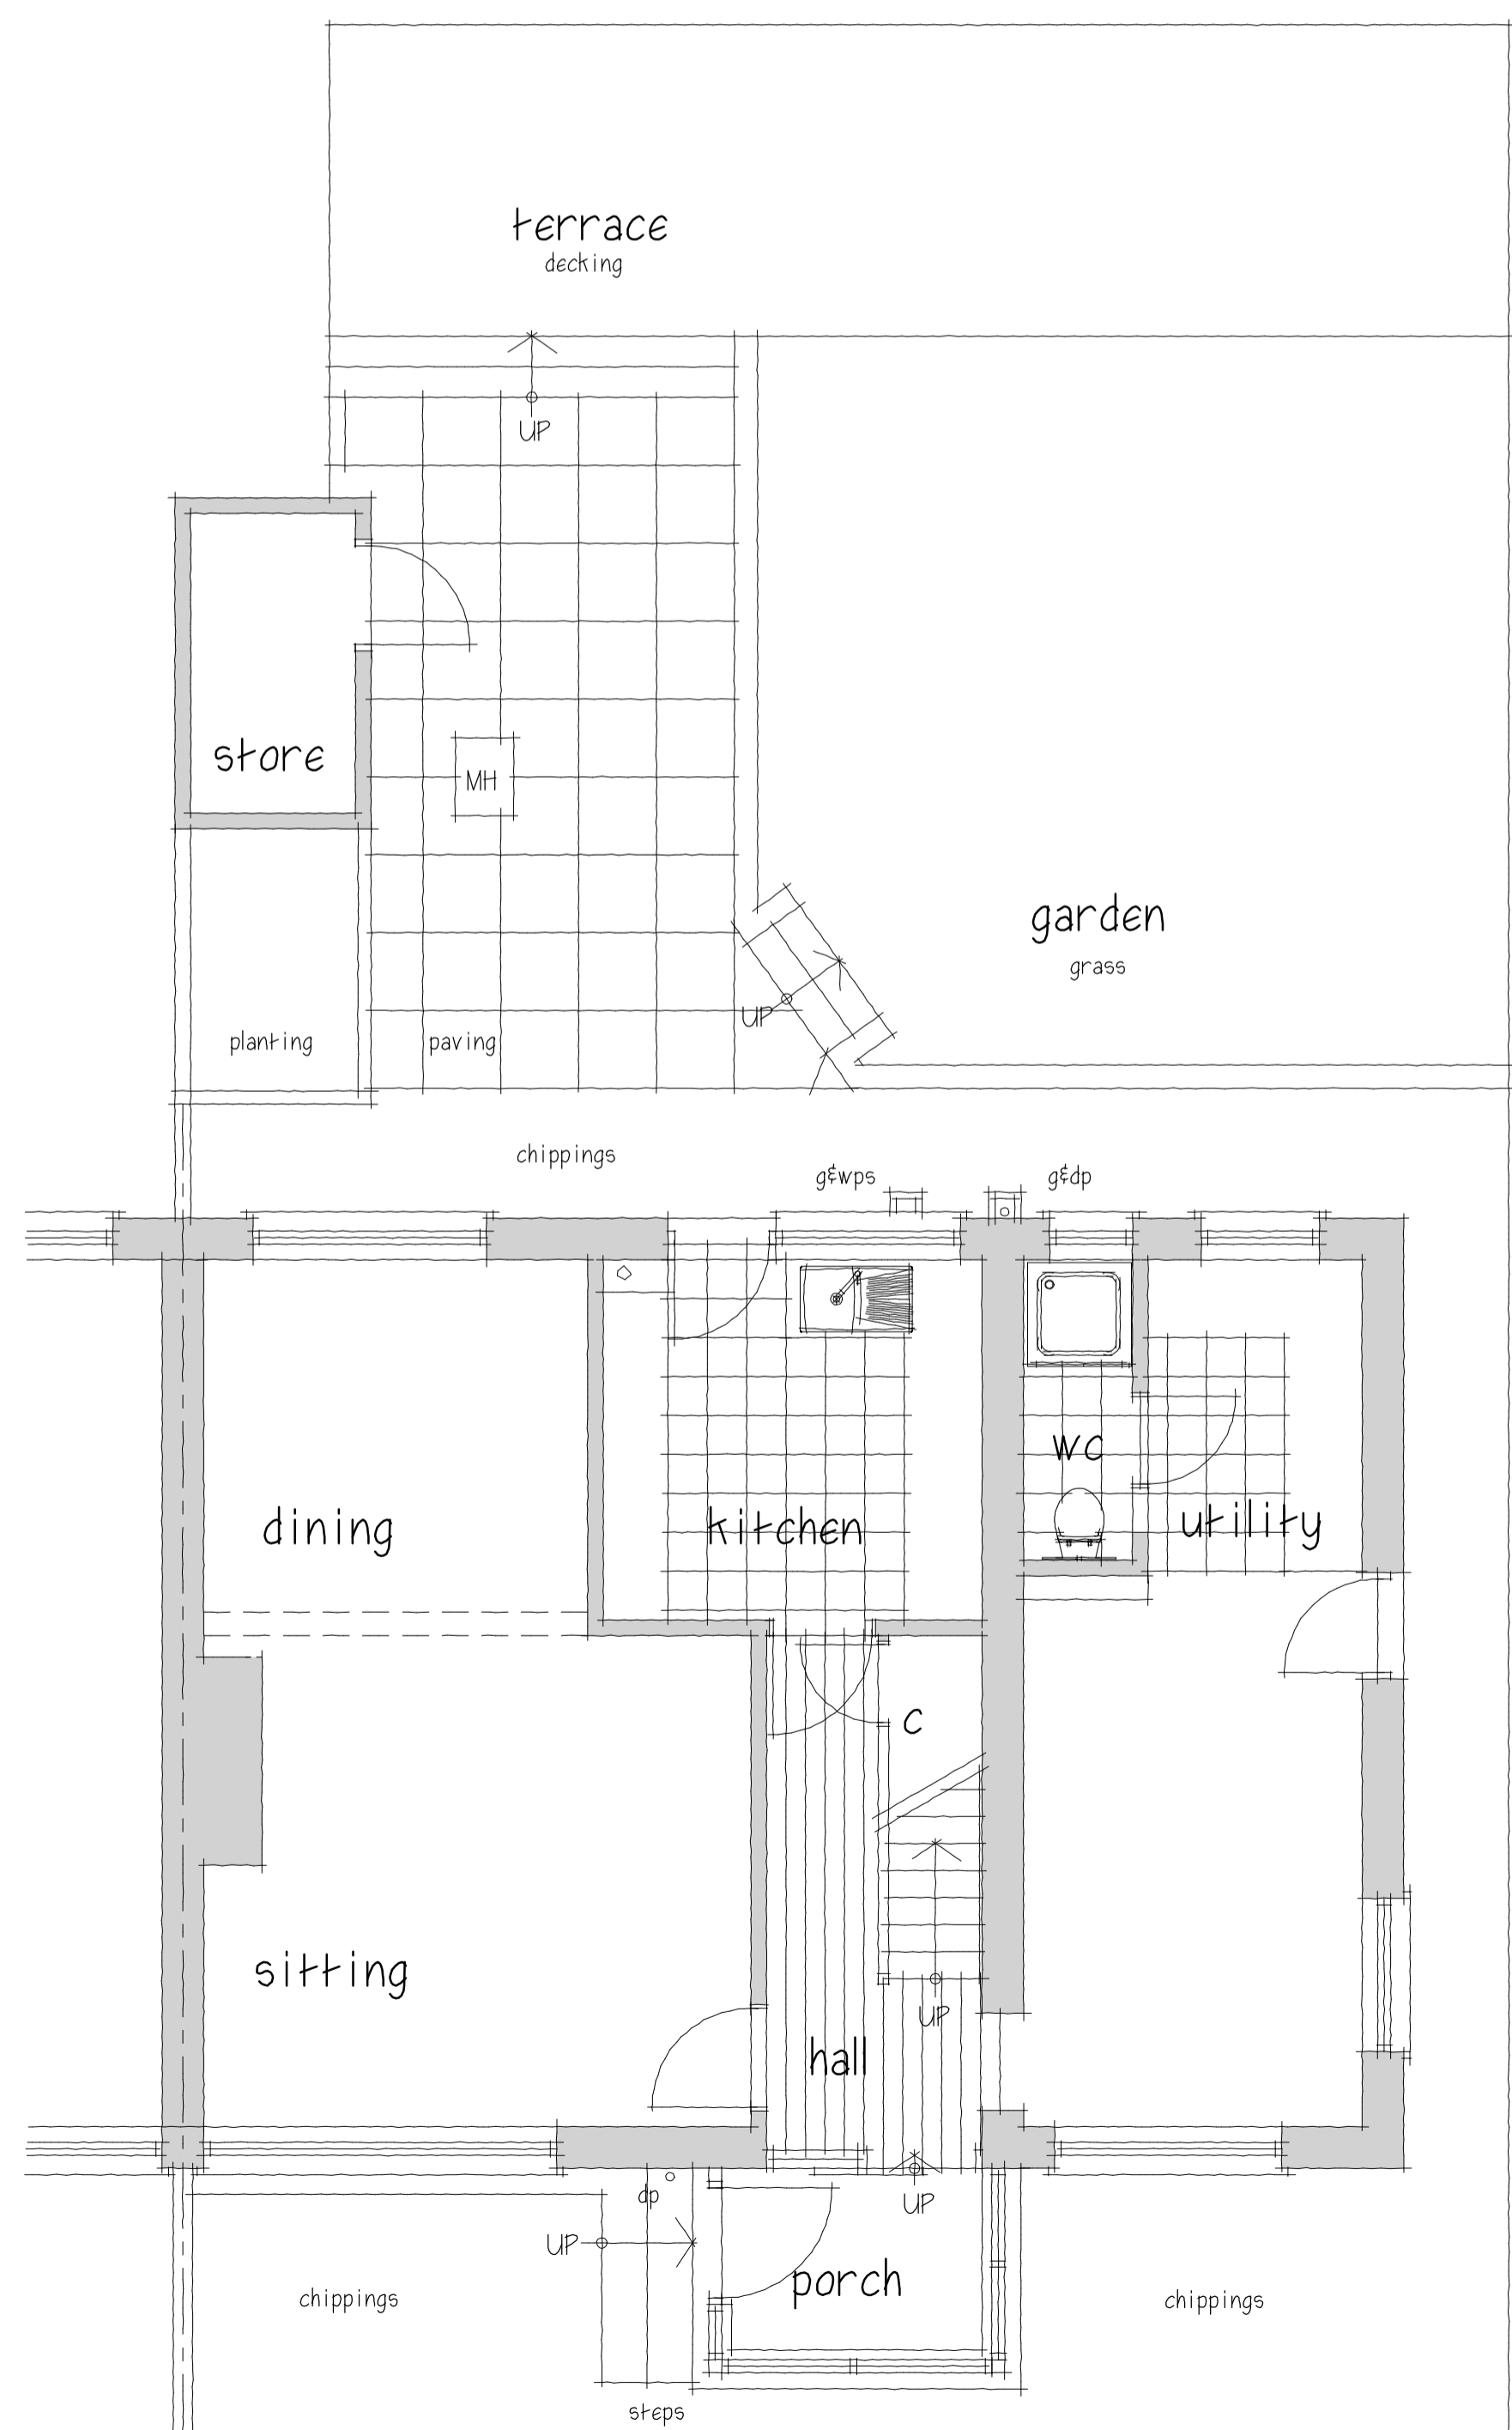 terrace
decking
UP
store
MH
garden
grass
UP
planting
paving
chippings
g&wps
g&dp
wc
dining
kitchen
utility
c
sitting
UP
hall
dp
UP
UP
porch
chippings
chippings
steps